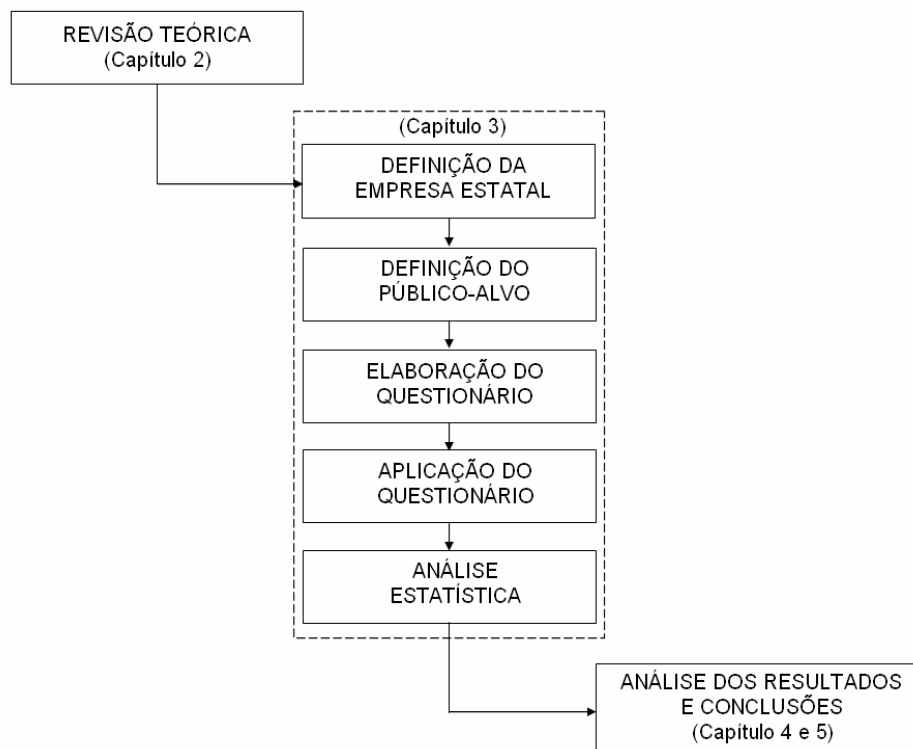 REVISÃO TEÓRICA
(Capítulo 2)
(Capítulo 3)
DEFINIÇÃO DA
EMPRESA ESTATAL
DEFINIÇÃO DO
PÚBLICO-ALVO
ELABORAÇÃO DO
QUESTIONÁRIO
APLICAÇÃO DO
QUESTIONÁRIO
ANÁLISE
ESTATÍSTICA
ANÁLISE DOS RESULTADOS
E CONCLUSÕES
(Capítulo 4 e 5)